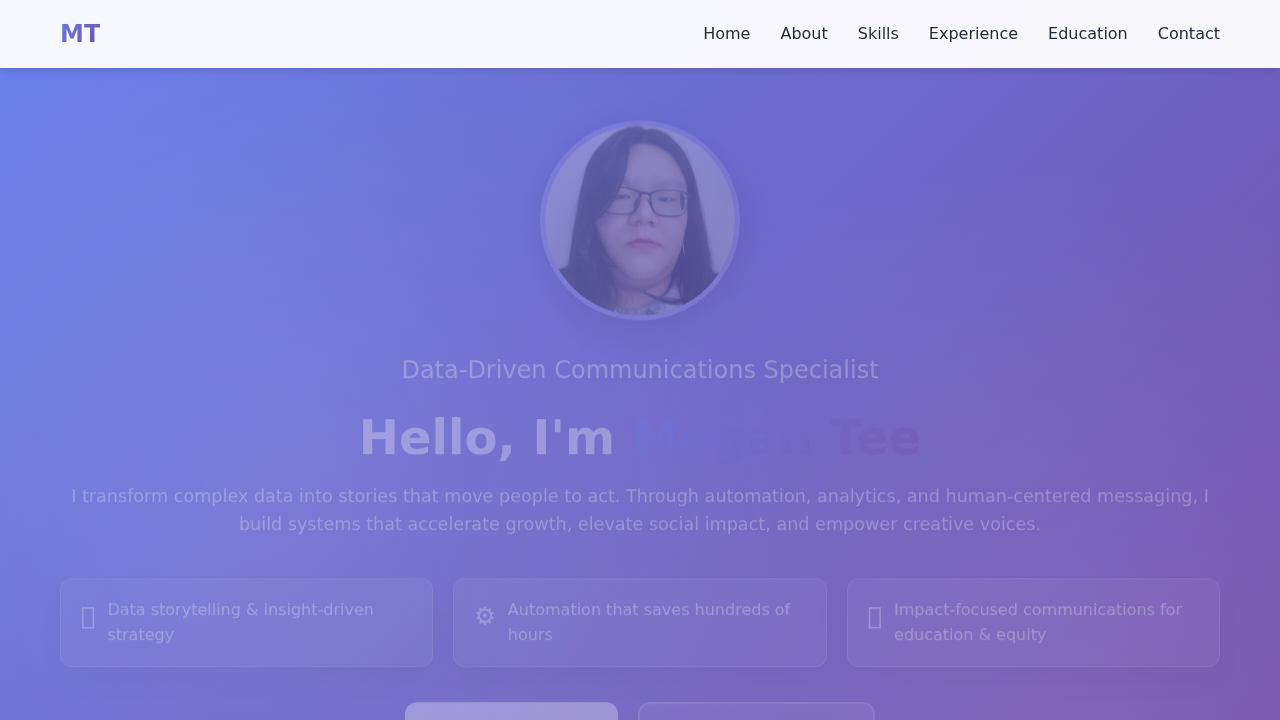 MT
Home About Skills Experience Education Contact
Data-Driven Communications Specialist
Hello, I'm Megan Tee
I transform complex data into stories that move people to act. Through automation, analytics, and human-centered messaging, I
build systems that accelerate growth, elevate social impact, and empower creative voices.
Data storytelling & insight-driven
strategy
Automation that saves hundreds of
hours
Impact-focused communications for
education & equity